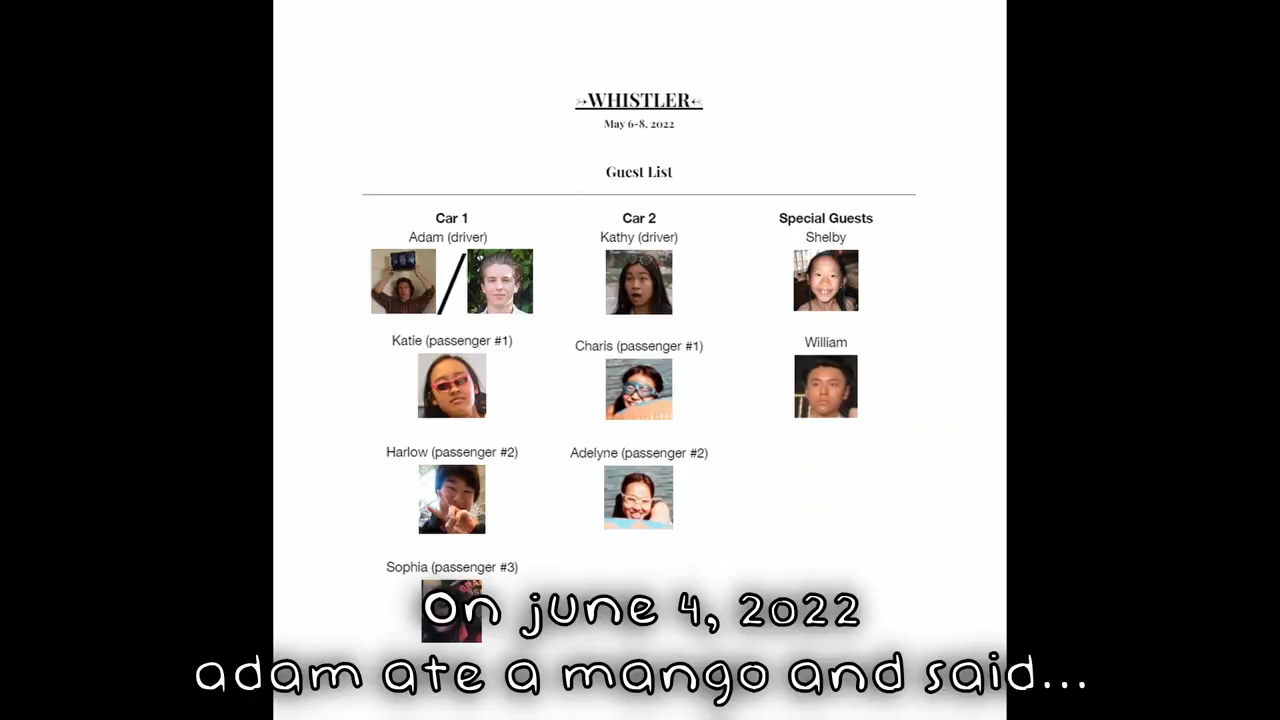 WHISTLER
May 6-8, 2022
Guest List
Car 1
Adam (driver)
Katie (passenger #1)
Harlow (passenger #2)
Sophia (passenger #3)
Car 2
Kathy (driver)
Charis (passenger #1)
Adelyne (passenger #2)
Special Guests
Shelby
William
On june 4, 2022
adam ate a mango and said...